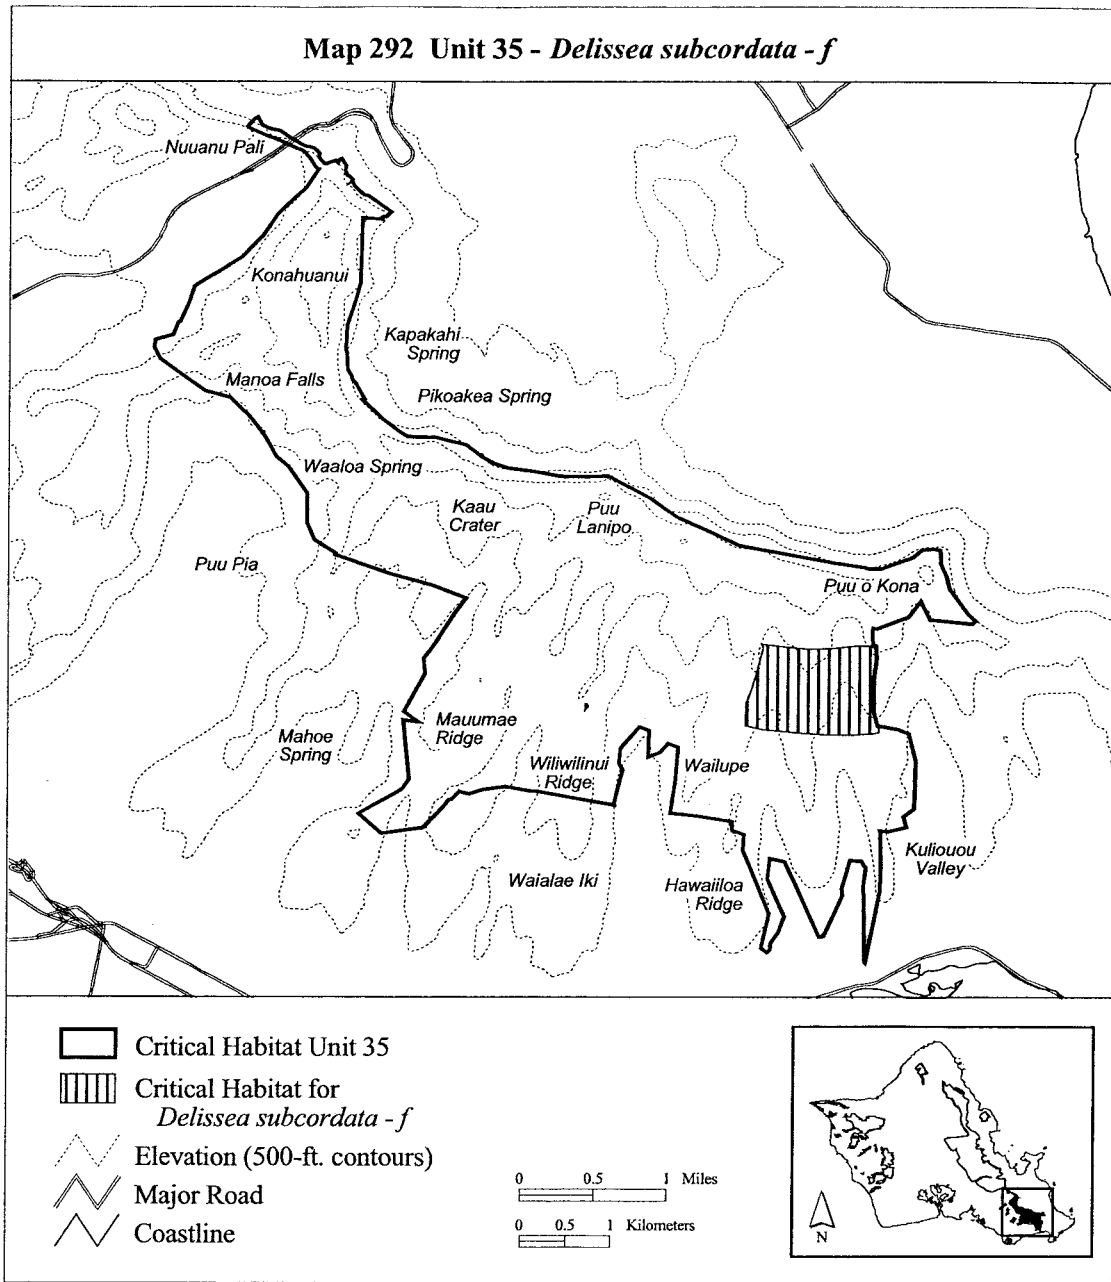 Map 292 Unit 35 - Delissea subcordata - f
Nuuanu Pali
Konahuanui
Kapakahi
Spring
Manoa Falls
Pikoakea Spring
Waaloa Spring
Kaau
Crater
Puu
Lanipo
Puu Pia
Puu o Kona
Mahoe
Spring
Mauumae
Ridge
Wiliwilinui
Ridge
Wailupe
Waialae Iki
Hawaiiloa
Ridge
Kuliouou
Valley
Critical Habitat Unit 35
Critical Habitat for
Delissea subcordata - f
Elevation (500-ft. contours)
Major Road
Coastline
0 0.5 1 Miles
0 0.5 1 Kilometers
N